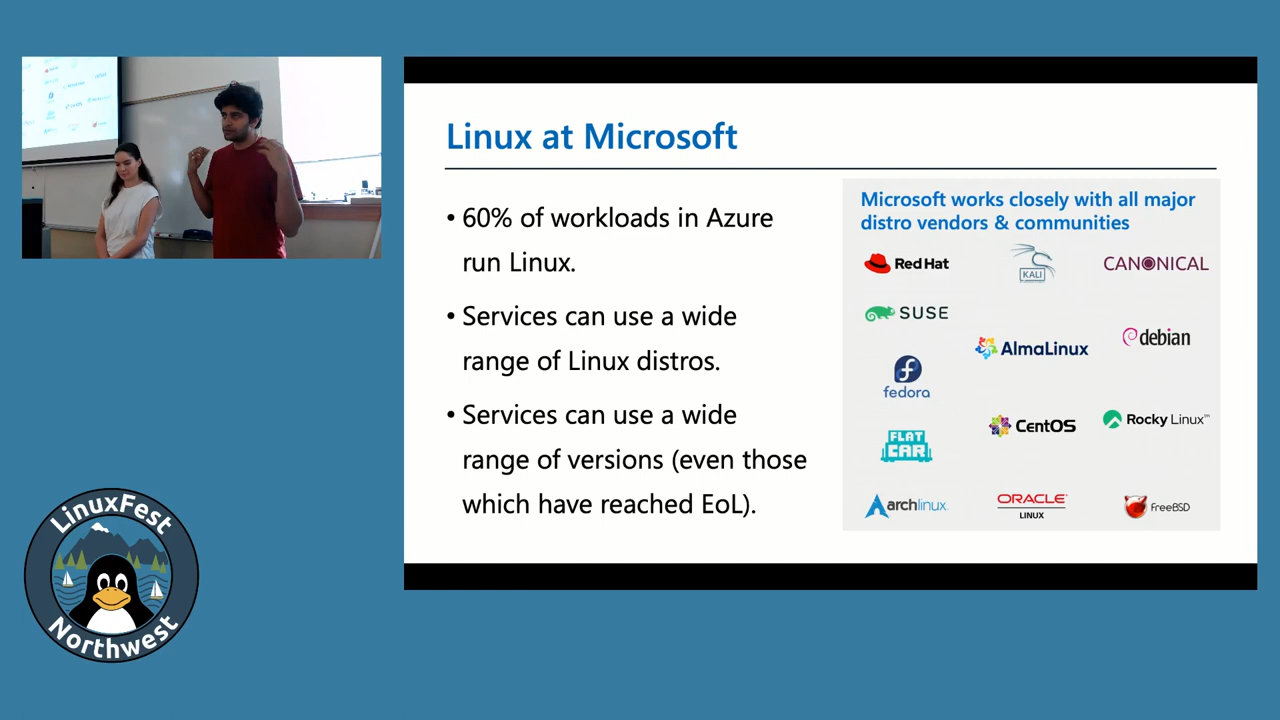 Linux at Microsoft
• 60% of workloads in Azure
run Linux.
• Services can use a wide
range of Linux distros.
• Services can use a wide
range of versions (even those
which have reached EoL).
Microsoft works closely with all major
distro vendors & communities
Red Hat
KALI
CANONICAL
SUSE
AlmaLinux
debian
fedora
CentOS
Rocky Linux™
FLAT
CAR
archlinux
ORACLE
LINUX
FreeBSD
LinuxFest
Northwest